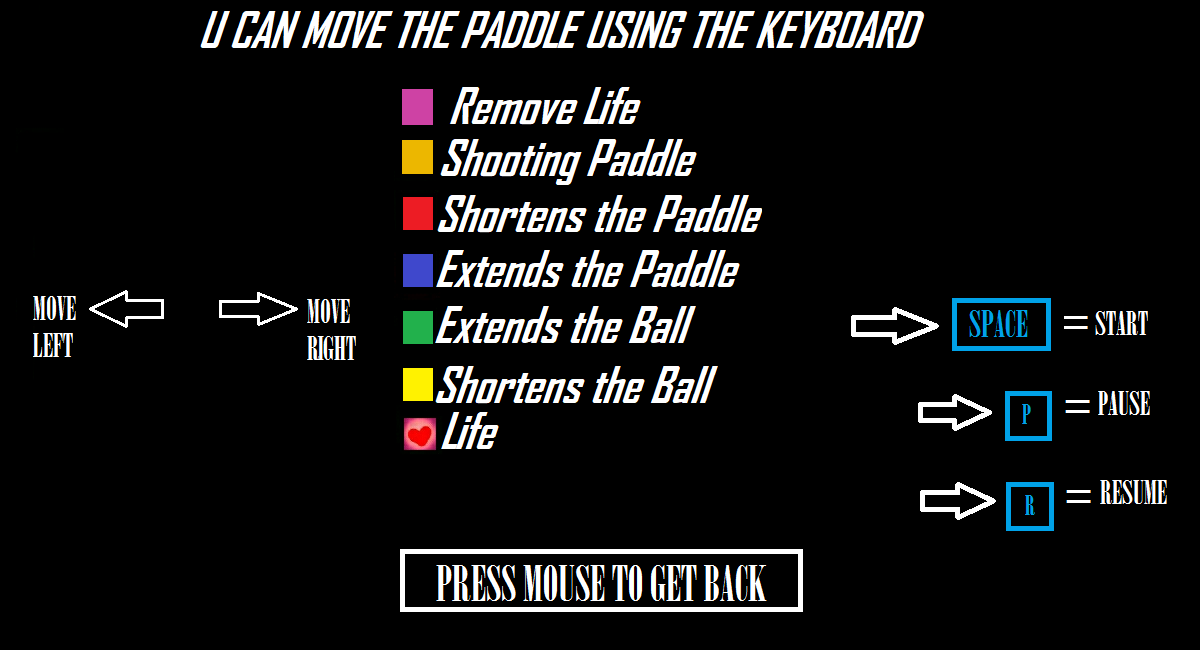 U CAN MOVE THE PADDLE USING THE KEYBOARD
Remove Life
Shooting Paddle
Shortens the Paddle
Extends the Paddle
Extends the Ball
Shortens the Ball
Life
MOVE
LEFT
MOVE
RIGHT
SPACE = START
P = PAUSE
R = RESUME
PRESS MOUSE TO GET BACK